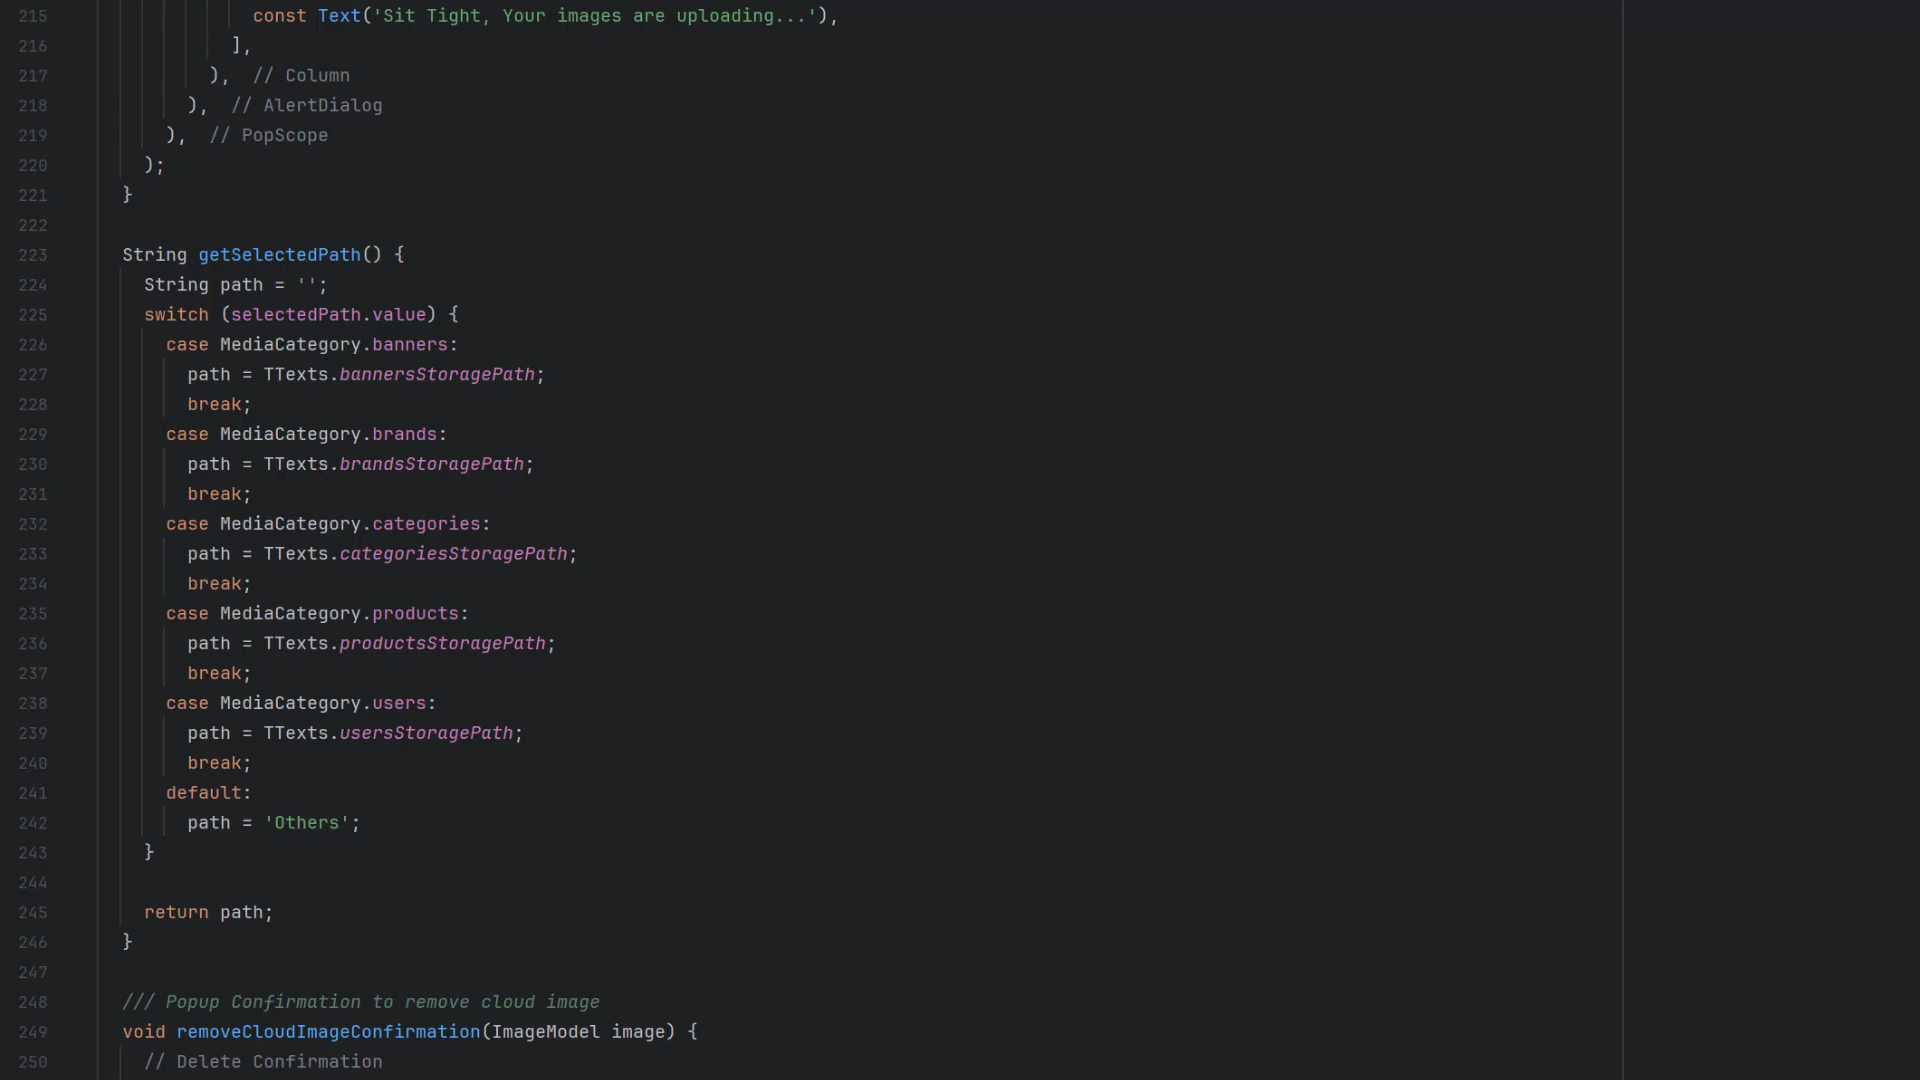 215 const Text('Sit Tight, Your images are uploading...'),
216 ],
217 ), // Column
218 ), // AlertDialog
219 ), // PopScope
220 );
221 }
222
223 String getSelectedPath() {
224 String path = '';
225 switch (selectedPath.value) {
226 case MediaCategory.banners:
227 path = TTexts.bannersStoragePath;
228 break;
229 case MediaCategory.brands:
230 path = TTexts.brandsStoragePath;
231 break;
232 case MediaCategory.categories:
233 path = TTexts.categoriesStoragePath;
234 break;
235 case MediaCategory.products:
236 path = TTexts.productsStoragePath;
237 break;
238 case MediaCategory.users:
239 path = TTexts.usersStoragePath;
240 break;
241 default:
242 path = 'Others';
243 }
244
245 return path;
246 }
247
248 /// Popup Confirmation to remove cloud image
249 void removeCloudImageConfirmation(ImageModel image) {
250 // Delete Confirmation